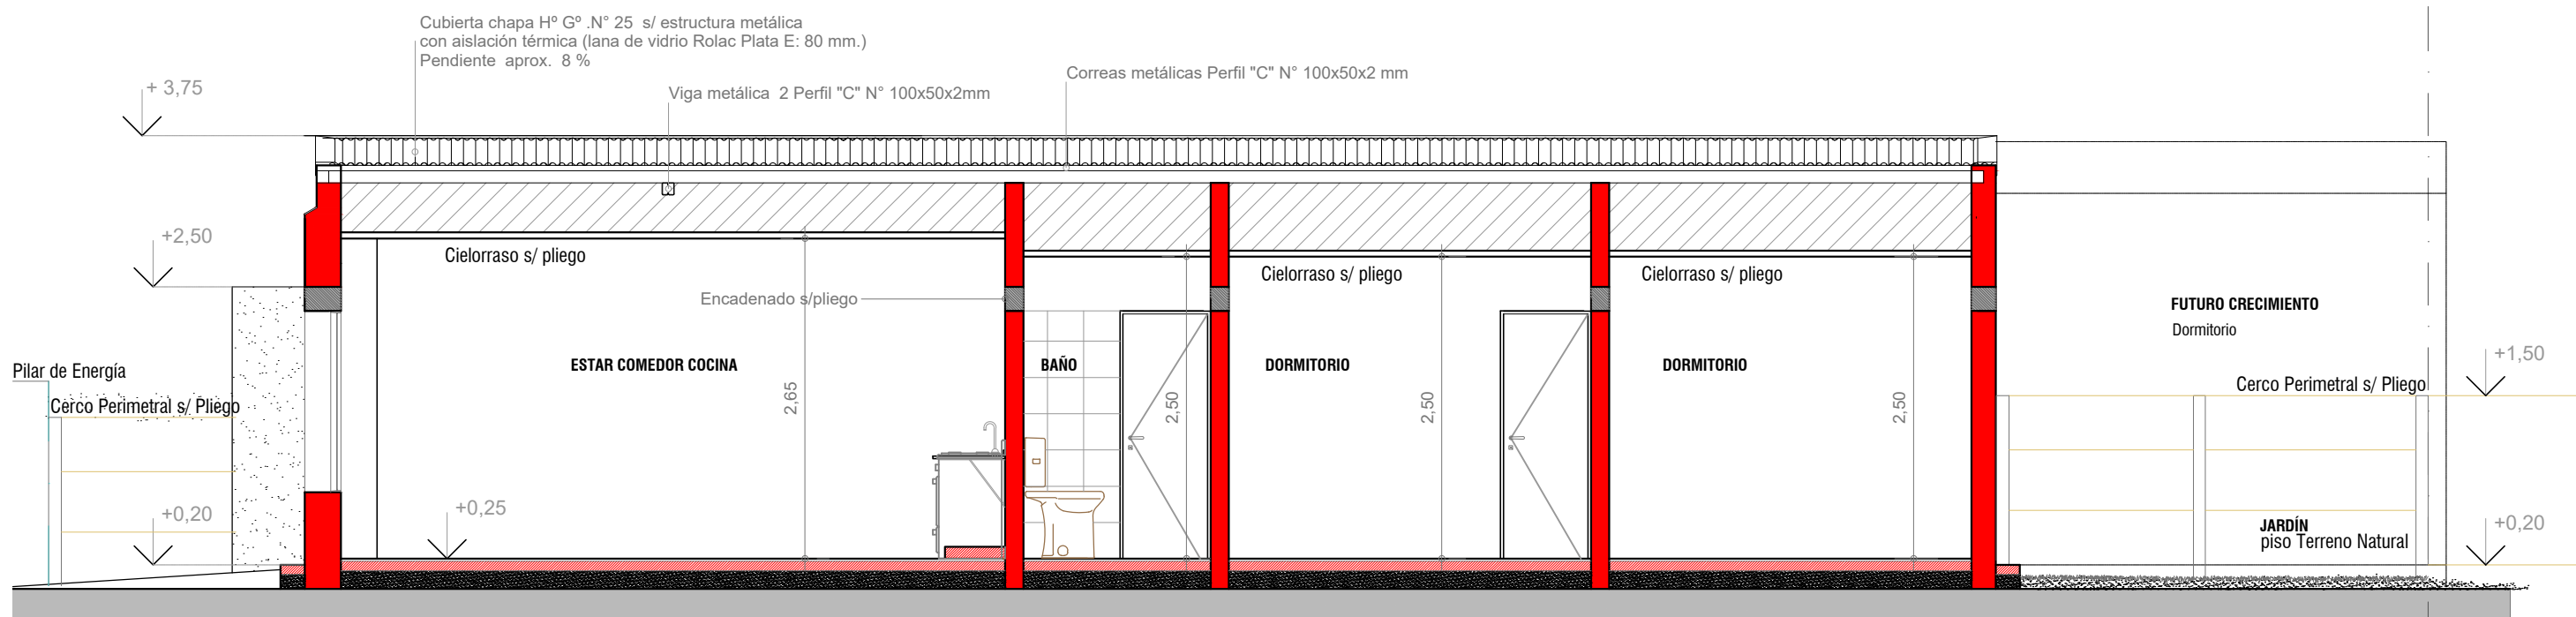 Cubierta chapa Hº Gº .N° 25 s/ estructura metálica
con aislación térmica (lana de vidrio Rolac Plata E: 80 mm.)
Pendiente aprox. 8 %
Correas metálicas Perfil "C" N° 100x50x2 mm
+ 3,75
Viga metálica 2 Perfil "C" N° 100x50x2mm
+2,50
Cielorraso s/ pliego
Cielorraso s/ pliego
Cielorraso s/ pliego
Encadenado s/pliego
FUTURO CRECIMIENTO
Dormitorio
+1,50
ESTAR COMEDOR COCINA
BAÑO
DORMITORIO
DORMITORIO
Pilar de Energía
Cerco Perimetral s/ Pliego
Cerco Perimetral s/ Pliego
2,65
2,50
2,50
2,50
+0,20
+0,25
+0,20
JARDÍN
piso Terreno Natural